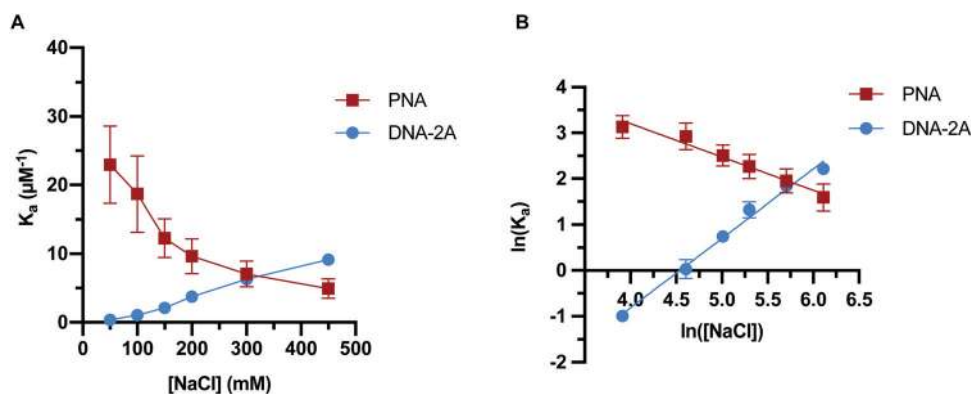 A
40
30
20
10
0
Kₐ (µM⁻¹)
0 100 200 300 400 500
[NaCl] (mM)
PNA
DNA-2A
B
4
3
2
1
0
-1
-2
ln(Kₐ)
4.0 4.5 5.0 5.5 6.0 6.5
ln([NaCl])
PNA
DNA-2A